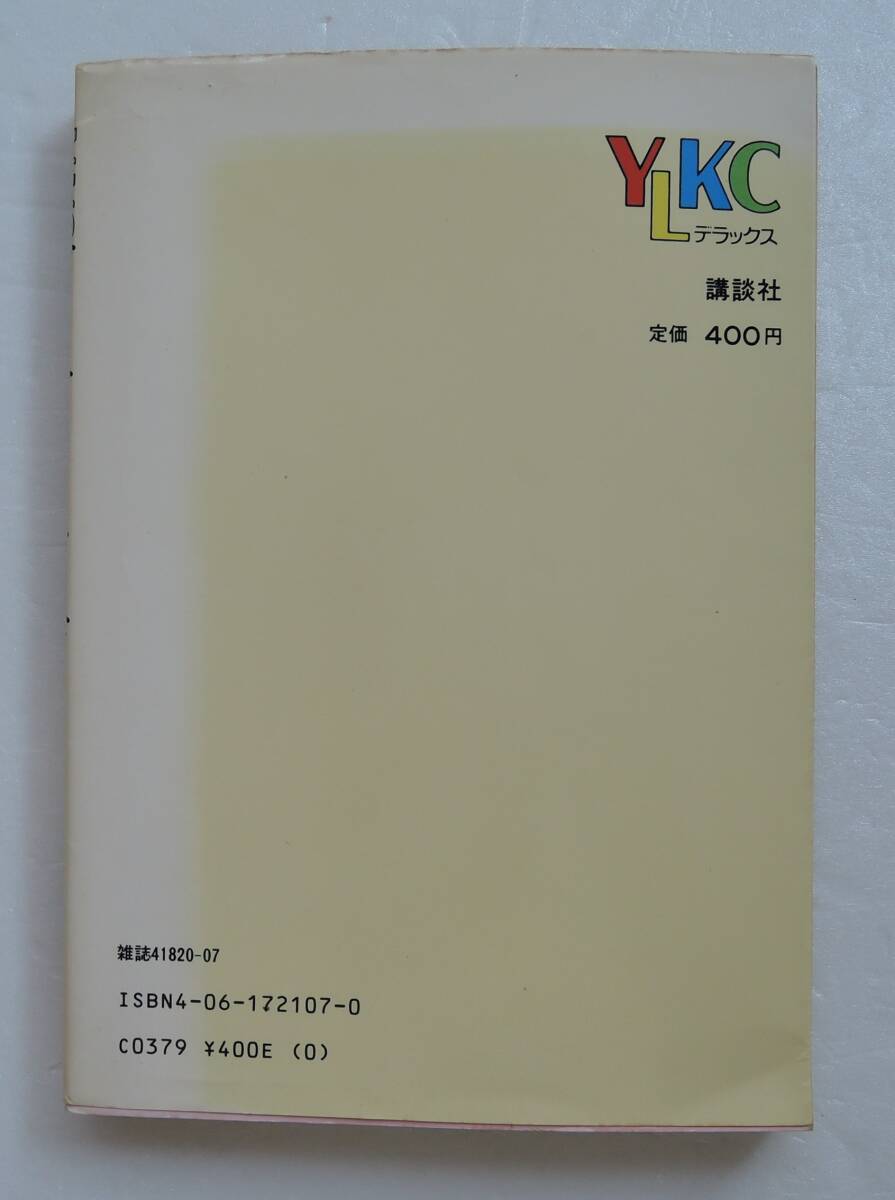 YLKC
デラックス
講談社
定価 400円
雑誌41820-07
ISBN4-06-172107-0
C0379 ¥400E (0)